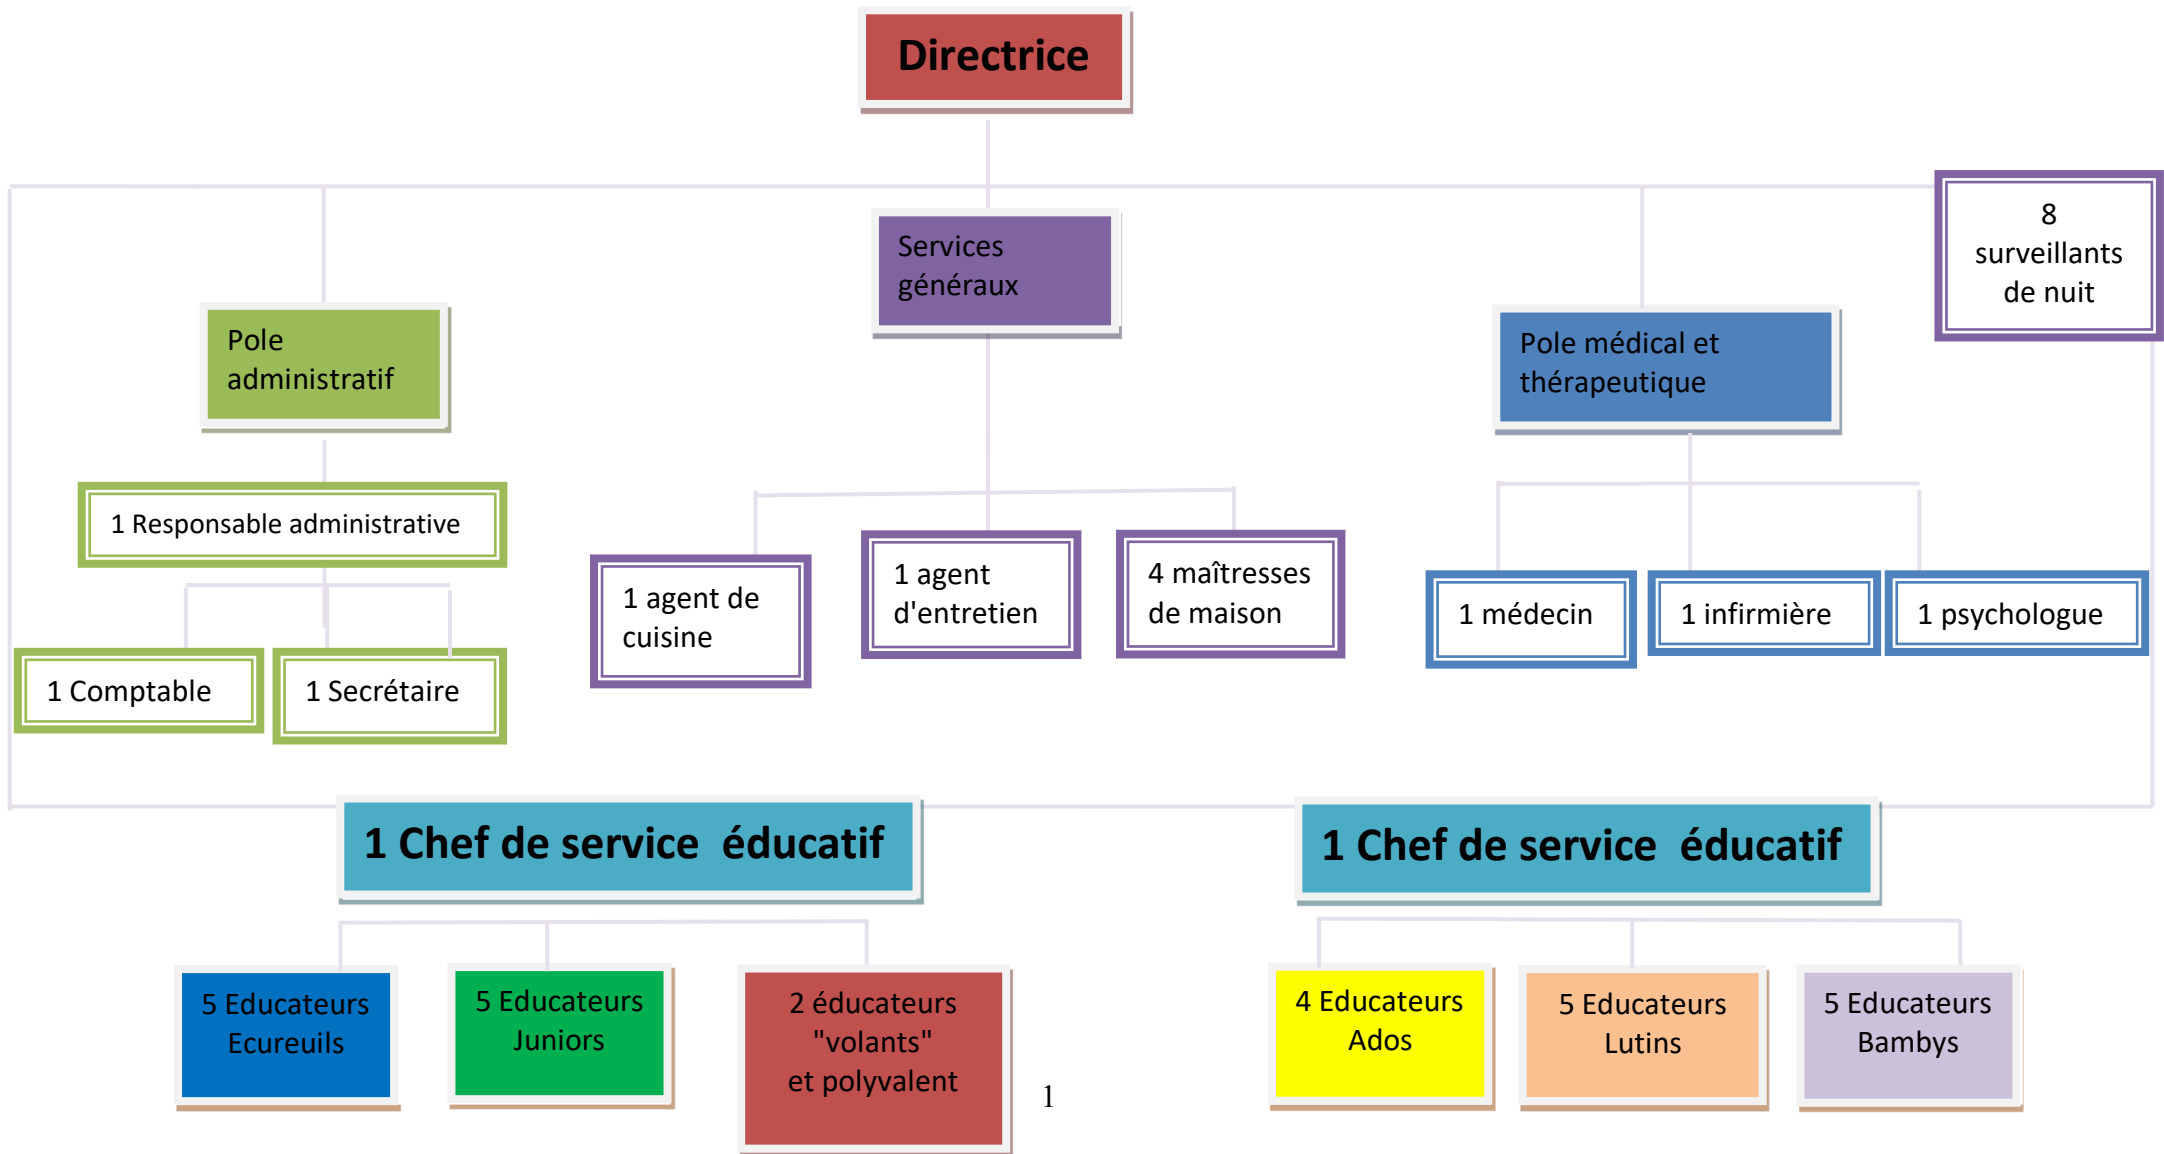 Directrice
8
surveillants
de nuit
Services
généraux
Pole
administratif
Pole médical et
thérapeutique
1 Responsable administrative
1 agent de
cuisine
1 agent
d'entretien
4 maîtresses
de maison
1 médecin
1 infirmière
1 psychologue
1 Comptable
1 Secrétaire
1 Chef de service  éducatif
1 Chef de service  éducatif
5 Educateurs
Ecureuils
5 Educateurs
Juniors
2 éducateurs
"volants"
et polyvalent
4 Educateurs
Ados
5 Educateurs
Lutins
5 Educateurs
Bambys
1